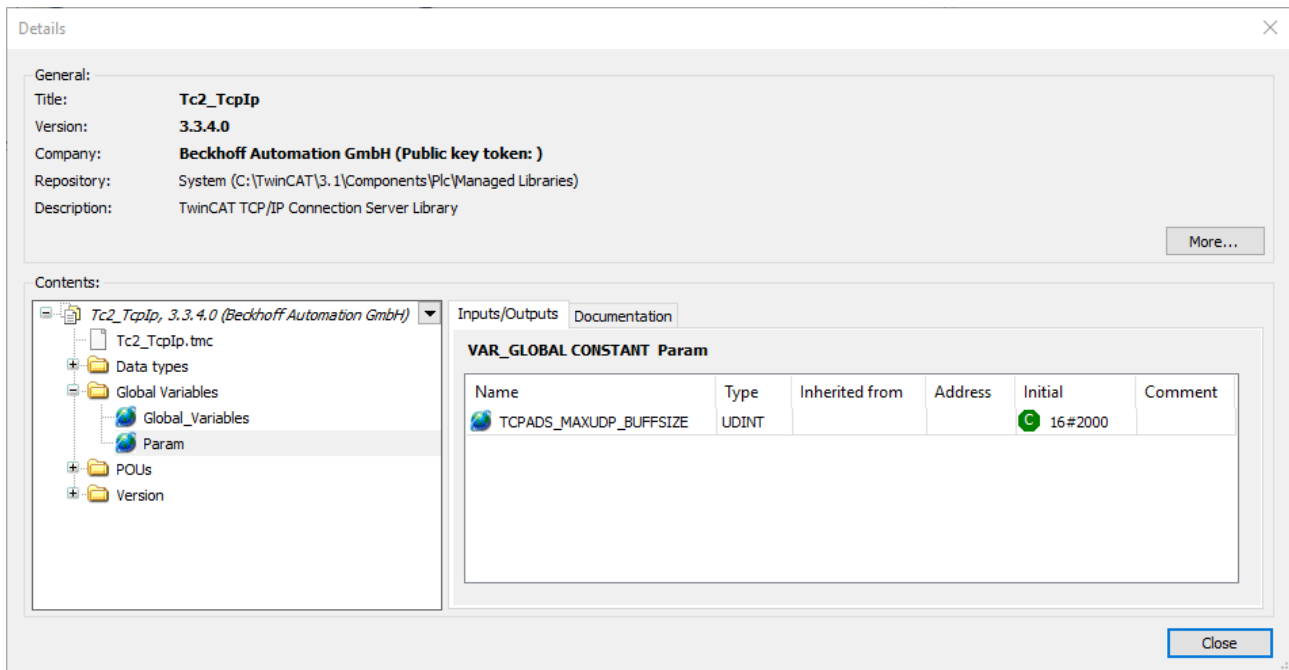 Details
General:
Title: Tc2_TcpIp
Version: 3.3.4.0
Company: Beckhoff Automation GmbH (Public key token: )
Repository: System (C:\TwinCAT\3.1\Components\Plc\Managed Libraries)
Description: TwinCAT TCP/IP Connection Server Library
More...
Contents:
Tc2_TcpIp, 3.3.4.0 (Beckhoff Automation GmbH)
Tc2_TcpIp.tmc
Data types
Global Variables
Global_Variables
Param
POUs
Version
Inputs/Outputs Documentation
VAR_GLOBAL CONSTANT Param
Name Type Inherited from Address Initial Comment
TCPADS_MAXUDP_BUFFSIZE UDINT C 16#2000
Close